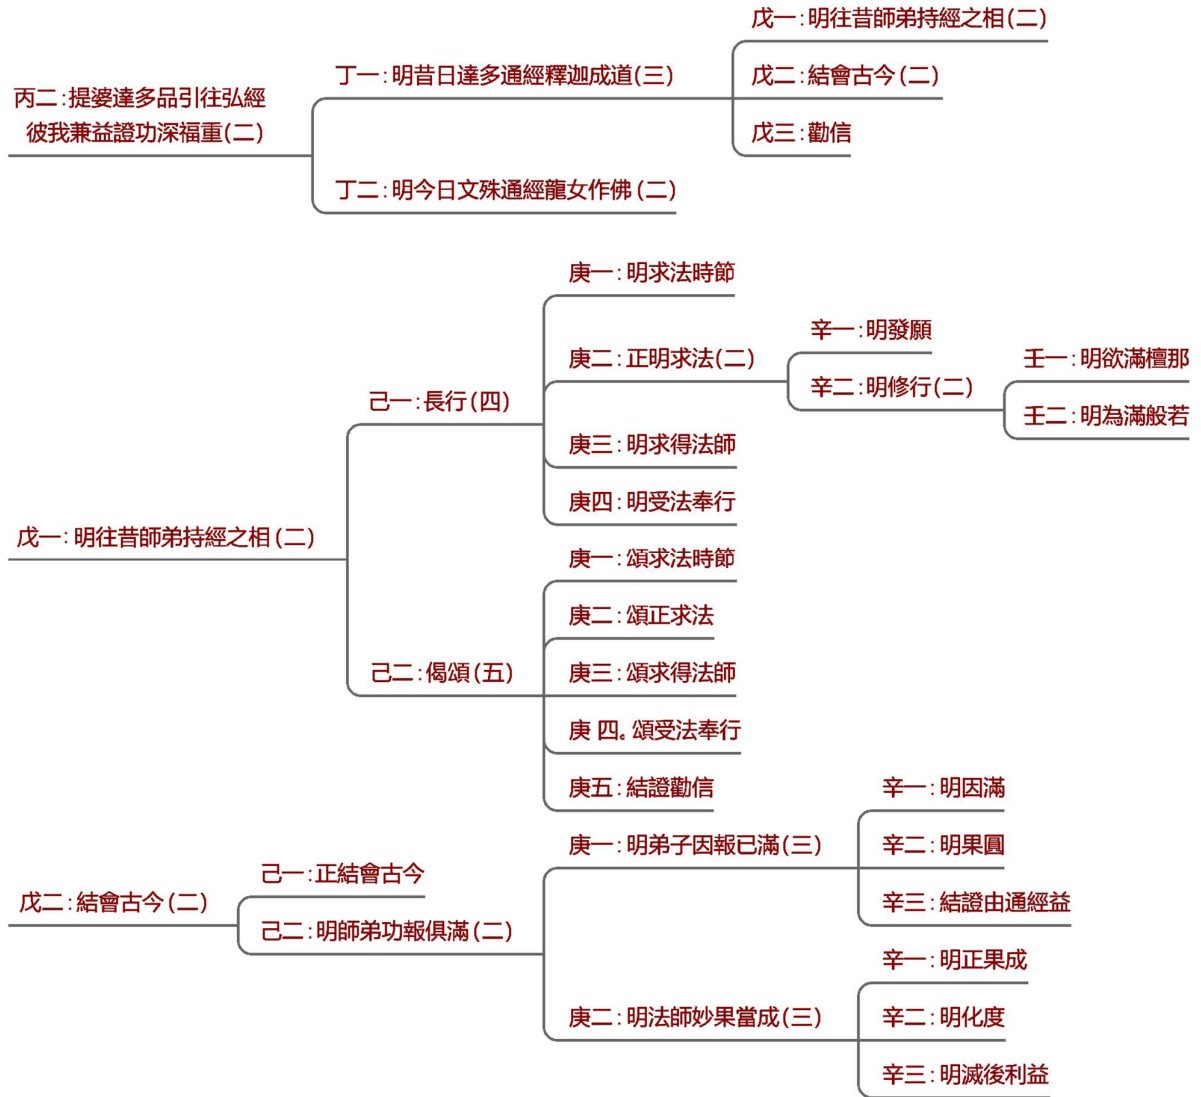 丙二:提婆達多品引往弘經
彼我兼益證功深福重(二)
丁一:明昔日達多通經釋迦成道(三)
戊一:明往昔師弟持經之相(二)
戊二:結會古今(二)
戊三:勸信
丁二:明今日文殊通經龍女作佛(二)
戊一:明往昔師弟持經之相(二)
己一:長行(四)
庚一:明求法時節
庚二:正明求法(二)
辛一:明發願
辛二:明修行(二)
壬一:明欲滿檀那
壬二:明為滿般若
庚三:明求得法師
庚四:明受法奉行
己二:偈頌(五)
庚一:頌求法時節
庚二:頌正求法
庚三:頌求得法師
庚 四。頌受法奉行
庚五:結證勸信
戊二:結會古今(二)
己一:正結會古今
己二:明師弟功報俱滿(二)
庚一:明弟子因報已滿(三)
辛一:明因滿
辛二:明果圓
辛三:結證由通經益
庚二:明法師妙果當成(三)
辛一:明正果成
辛二:明化度
辛三:明滅後利益